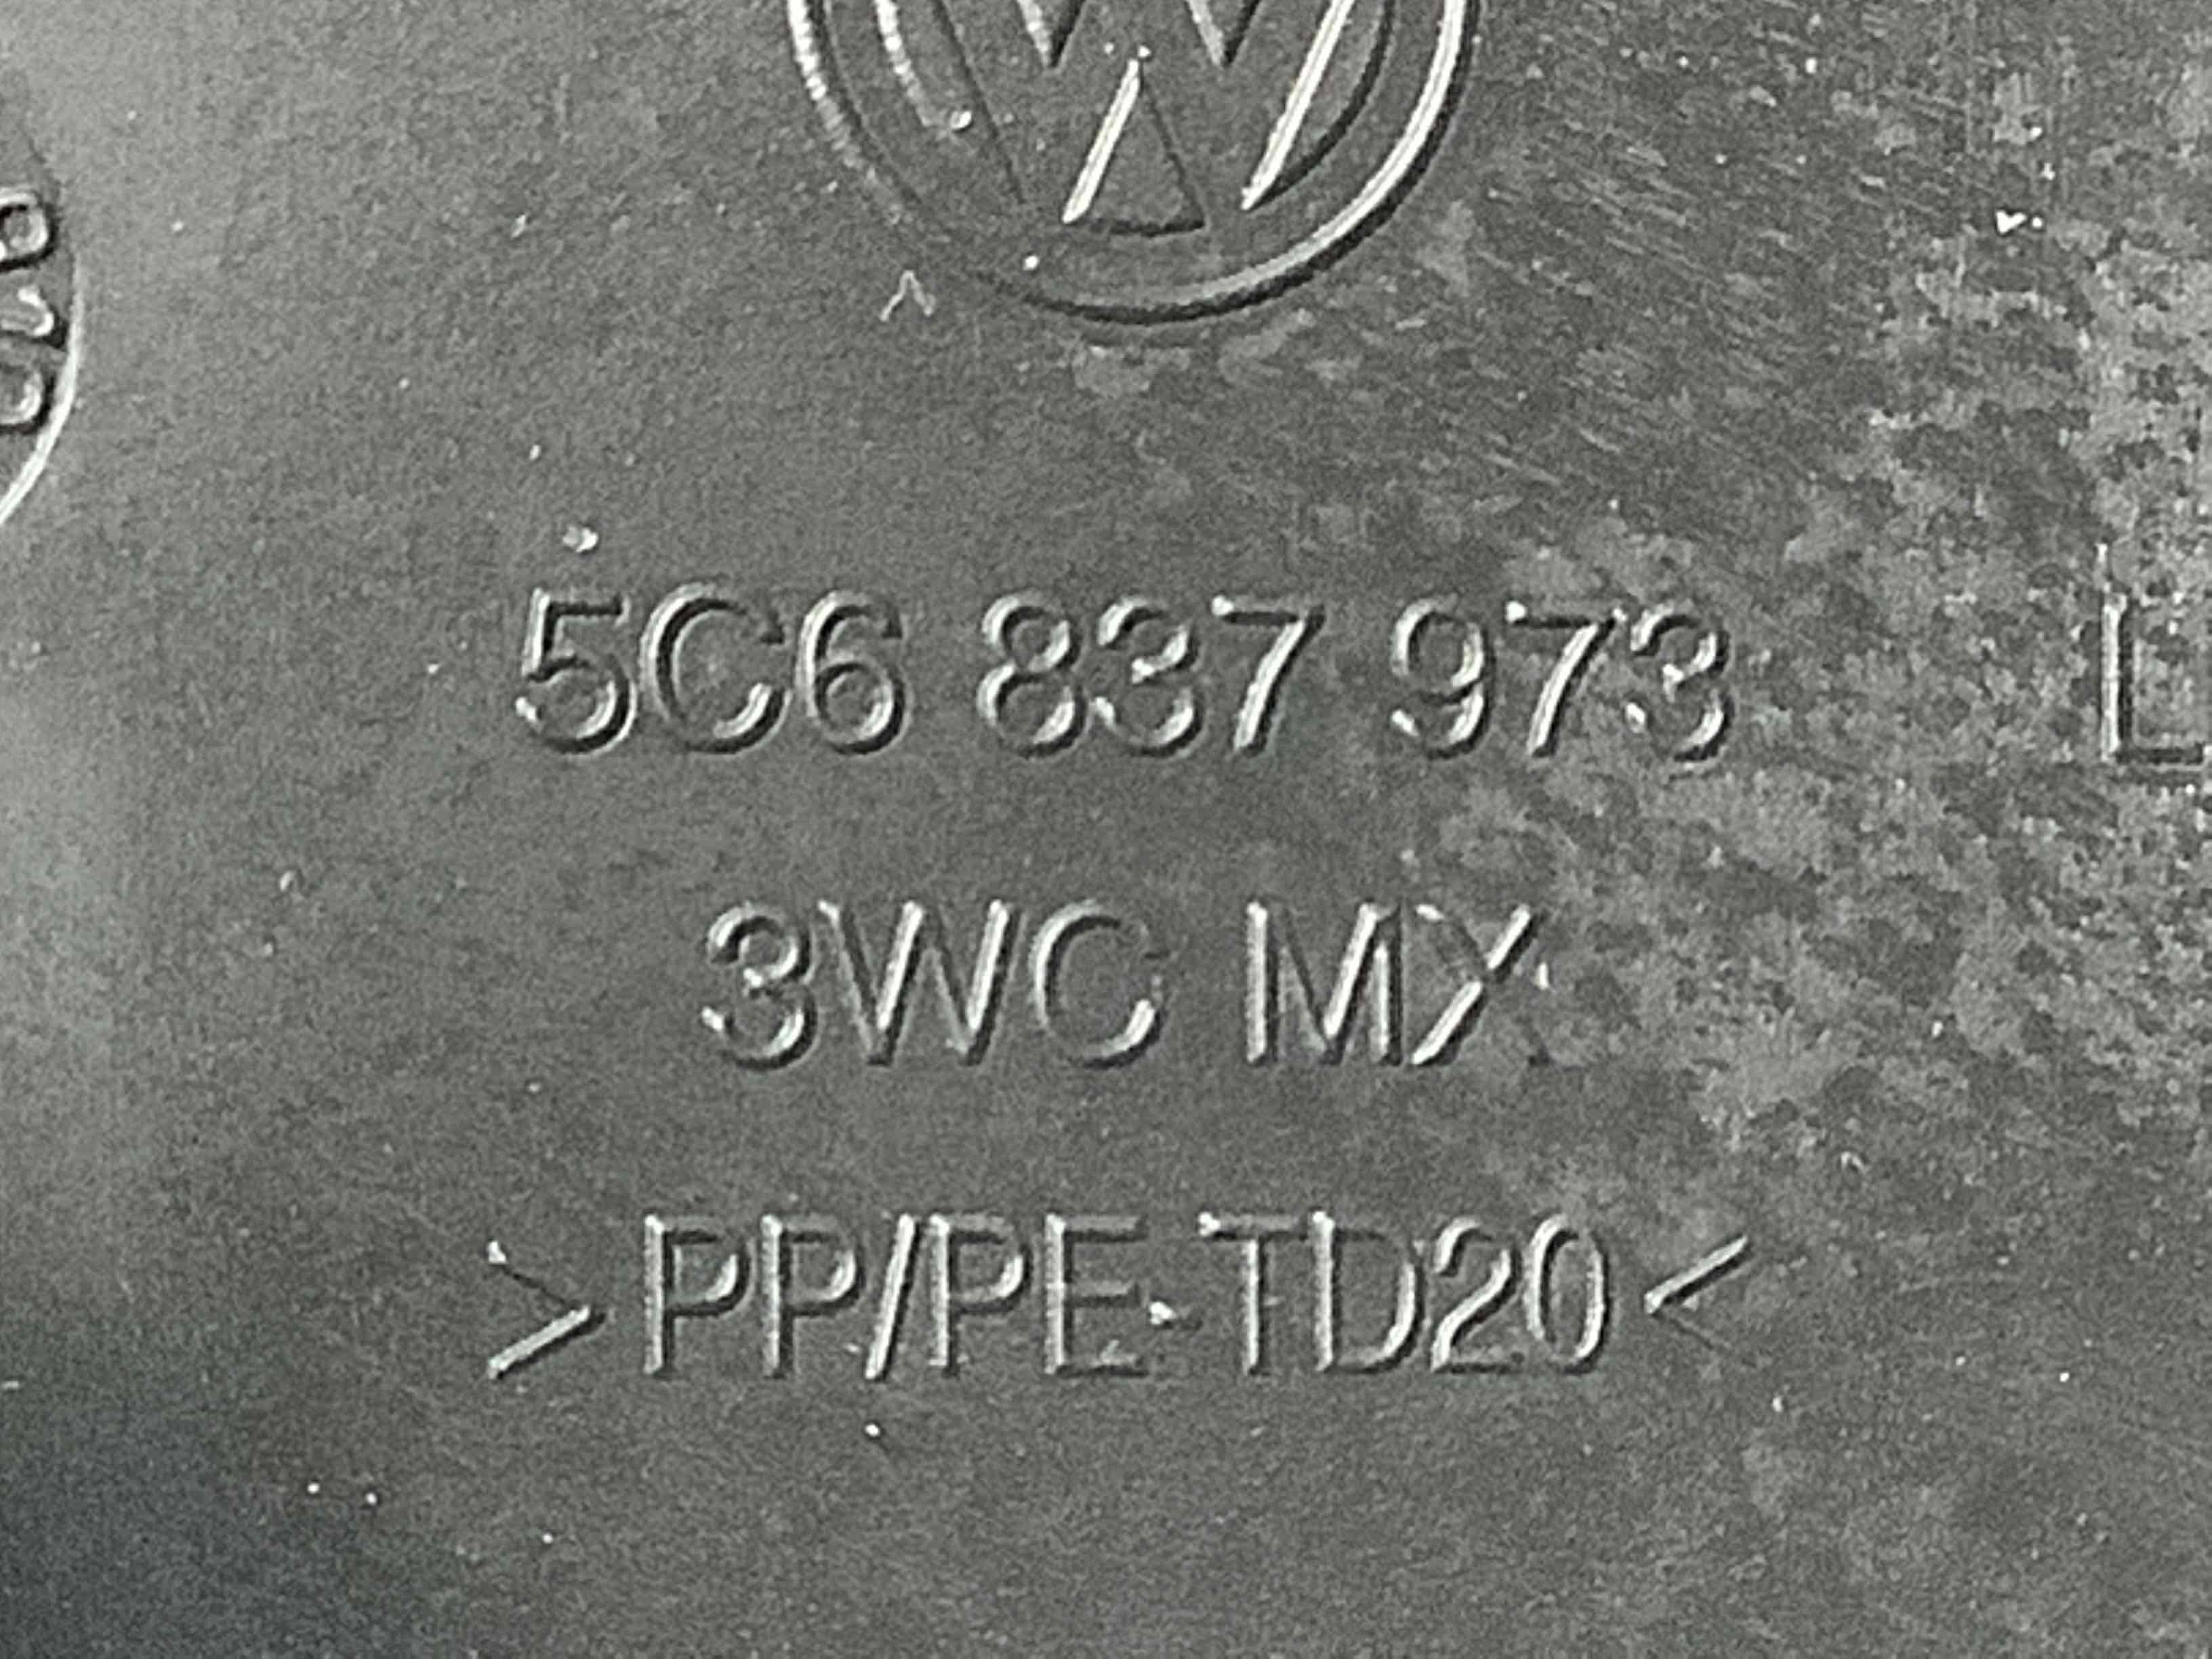 5C6 837 973 L
3WC MX
>PP/PE-TD20<